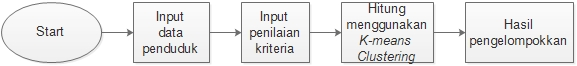 Start
Input
data
penduduk
Input
penilaian
kriteria
Hitung
menggunakan
K-means
Clustering
Hasil
pengelompokkan